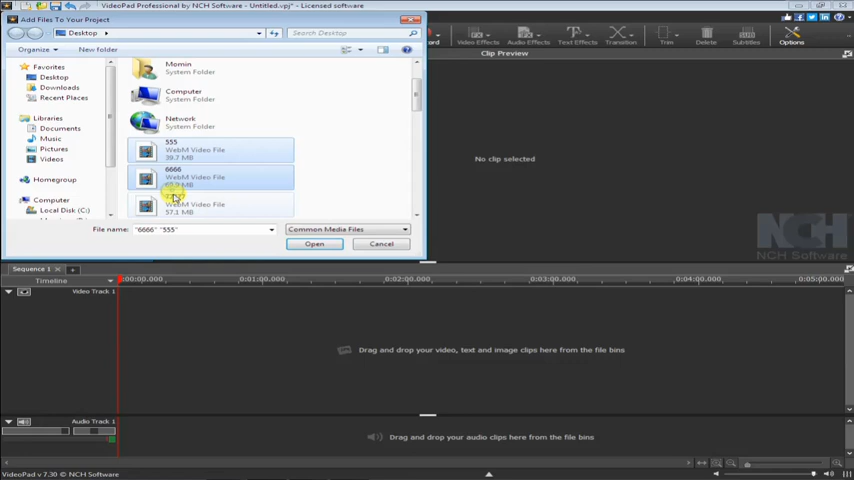 VideoPad Professional by NCH Software - Untitled.vpj* - Licensed software
Add Files To Your Project
Desktop
Search Desktop
Organize
New folder
Favorites
Desktop
Downloads
Recent Places
Libraries
Documents
Music
Pictures
Videos
Homegroup
Computer
Local Disk (C:)
Momin
System Folder
Computer
System Folder
Network
System Folder
555
WebM Video File
39.7 MB
6666
WebM Video File
WebM Video File
57.1 MB
File name:
"6666" "555"
Common Media Files
Open
Cancel
Video Effects
Audio Effects
Text Effects
Transition
Trim
Delete
Subtitles
Options
Clip Preview
No clip selected
NCH
NCH Software
Sequence 1
Timeline
0:00:00.000
0:01:00.000
0:02:00.000
0:03:00.000
0:04:00.000
0:05:00.000
Video Track 1
Drag and drop your video, text and image clips here from the file bins
Audio Track 1
Drag and drop your audio clips here from the file bins
VideoPad v 7.30 © NCH Software